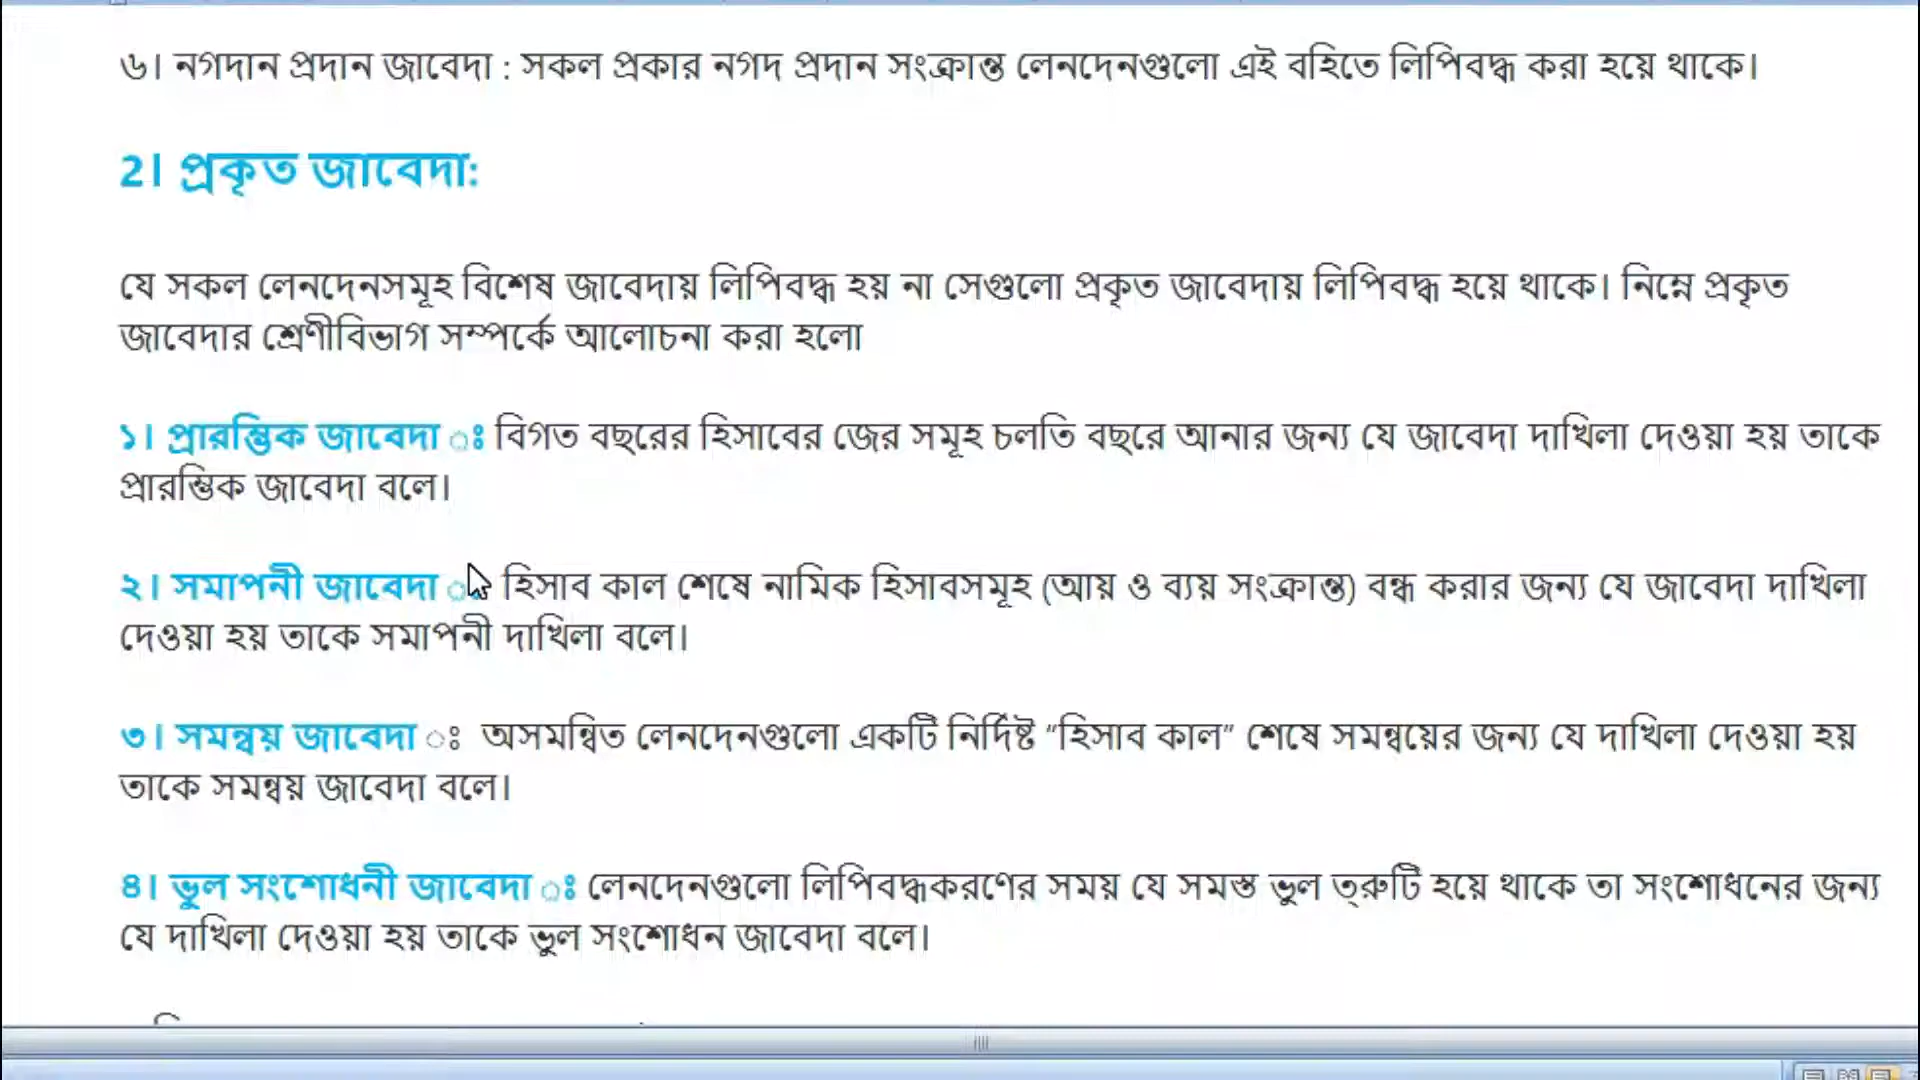 ৬। নগদান প্রদান জাবেদা : সকল প্রকার নগদ প্রদান সংক্রান্ত লেনদেনগুলো এই বহিতে লিপিবদ্ধ করা হয়ে থাকে।
2। প্রকৃত জাবেদা:
যে সকল লেনদেনসমূহ বিশেষ জাবেদায় লিপিবদ্ধ হয় না সেগুলো প্রকৃত জাবেদায় লিপিবদ্ধ হয়ে থাকে। নিম্নে প্রকৃত
জাবেদার শ্রেণীবিভাগ সম্পর্কে আলোচনা করা হলো
১। প্রারম্ভিক জাবেদা ঃ বিগত বছরের হিসাবের জের সমূহ চলতি বছরে আনার জন্য যে জাবেদা দাখিলা দেওয়া হয় তাকে
প্রারম্ভিক জাবেদা বলে।
২। সমাপনী জাবেদা ঃ হিসাব কাল শেষে নামিক হিসাবসমূহ (আয় ও ব্যয় সংক্রান্ত) বন্ধ করার জন্য যে জাবেদা দাখিলা
দেওয়া হয় তাকে সমাপনী দাখিলা বলে।
৩। সমন্বয় জাবেদা ঃ অসমন্বিত লেনদেনগুলো একটি নির্দিষ্ট “হিসাব কাল” শেষে সমন্বয়ের জন্য যে দাখিলা দেওয়া হয়
তাকে সমন্বয় জাবেদা বলে।
৪। ভুল সংশোধনী জাবেদা ঃ লেনদেনগুলো লিপিবদ্ধকরণের সময় যে সমস্ত ভুল ত্রুটি হয়ে থাকে তা সংশোধনের জন্য
যে দাখিলা দেওয়া হয় তাকে ভুল সংশোধন জাবেদা বলে।